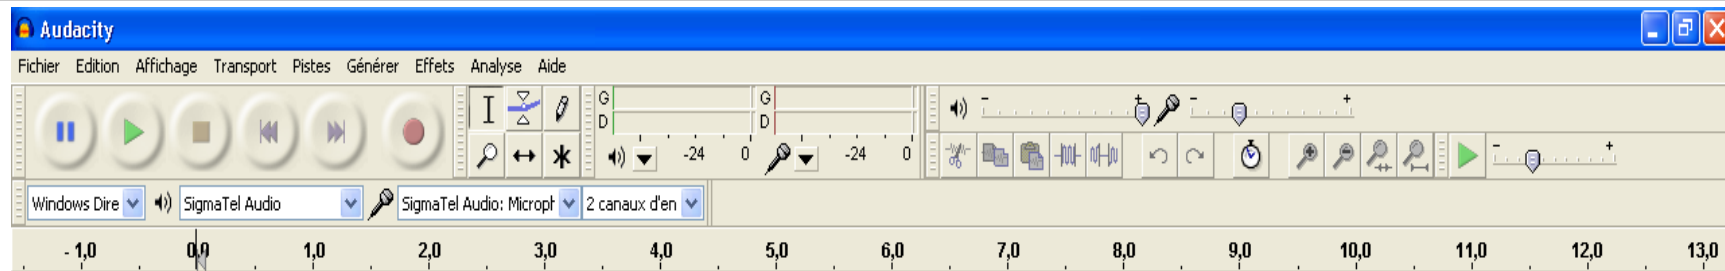 Audacity
Fichier Edition Affichage Transport Pistes Générer Effets Analyse Aide
G G - + - +
D D
-24 0 -24 0 - +
Windows Dire SigmaTel Audio SigmaTel Audio: Microph 2 canaux d'en
- 1,0 0,0 1,0 2,0 3,0 4,0 5,0 6,0 7,0 8,0 9,0 10,0 11,0 12,0 13,0